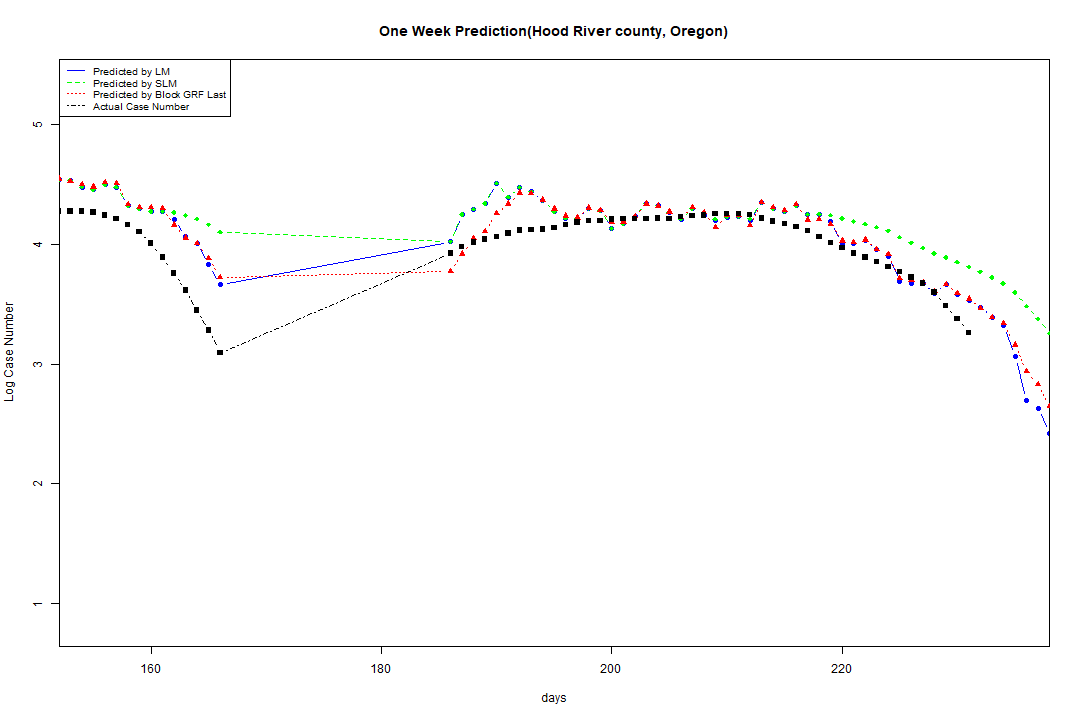 One Week Prediction(Hood River county, Oregon)
Predicted by LM
Predicted by SLM
Predicted by Block GRF Last
Actual Case Number
5
4
3
2
1
Log Case Number
160 180 200 220
days